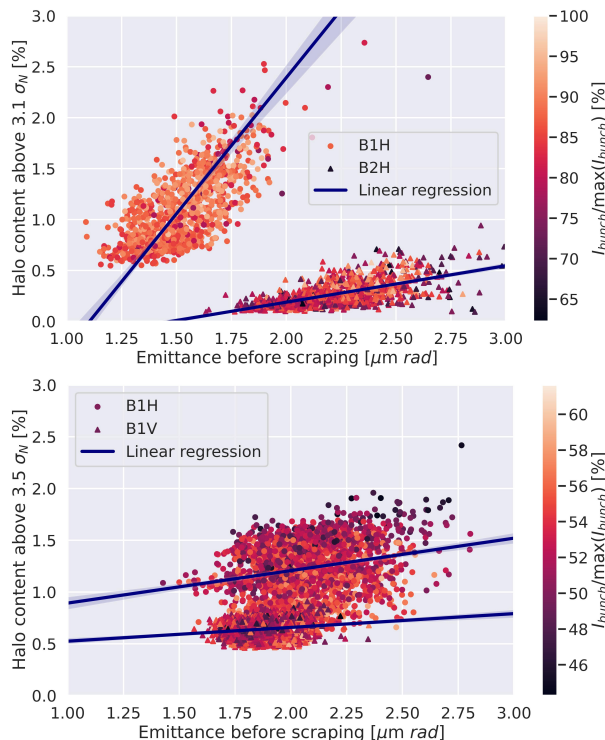 3.0
2.5
2.0
1.5
1.0
0.5
0.0
Halo content above 3.1 σN [%]
B1H
B2H
Linear regression
1.00 1.25 1.50 1.75 2.00 2.25 2.50 2.75 3.00
Emittance before scraping [μm rad]
100
95
90
85
80
75
70
65
Ibunch/max(Ibunch) [%]
3.0
2.5
2.0
1.5
1.0
0.5
0.0
Halo content above 3.5 σN [%]
B1H
B1V
Linear regression
1.00 1.25 1.50 1.75 2.00 2.25 2.50 2.75 3.00
Emittance before scraping [μm rad]
60
58
56
54
52
50
48
46
Ibunch/max(Ibunch) [%]